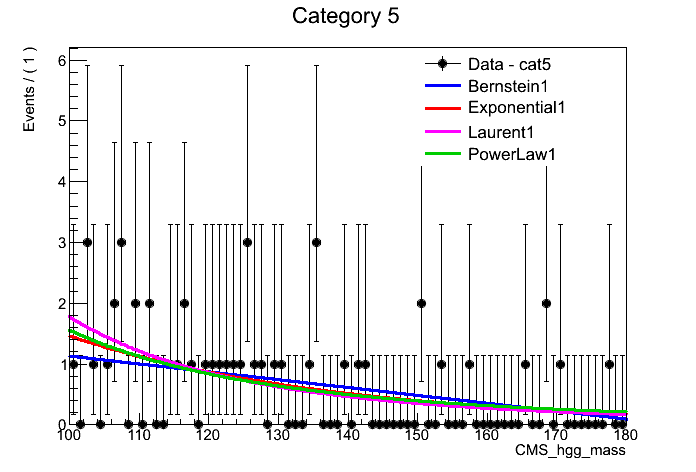 Category 5
Events / ( 1 )
Data - cat5
Bernstein1
Exponential1
Laurent1
PowerLaw1
6
5
4
3
2
1
0
100 110 120 130 140 150 160 170 180
CMS_hgg_mass